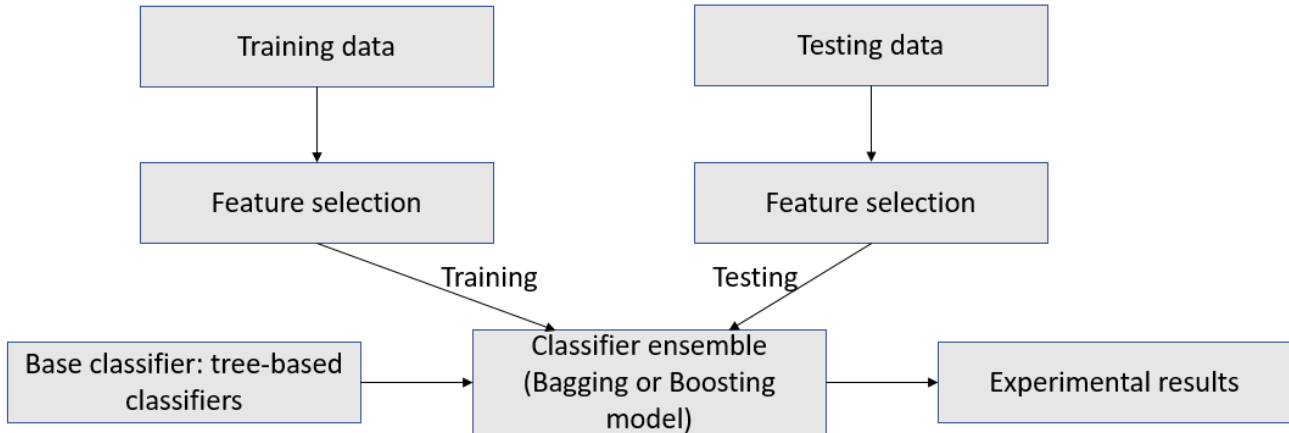 Training data
Testing data
Feature selection
Feature selection
Training
Testing
Base classifier: tree-based
classifiers
Classifier ensemble
(Bagging or Boosting
model)
Experimental results